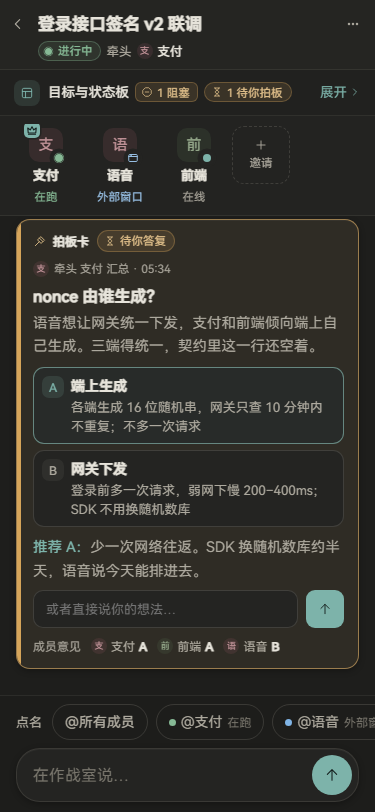 登录接口签名 v2 联调
进行中 牵头 支 支付
目标与状态板 1 阻塞 1 待你拍板 展开
支 语 前 +
支付 语音 前端 邀请
在跑 外部窗口 在线
拍板卡 待你答复
支 牵头 支付 汇总 · 05:34
nonce 由谁生成？
语音想让网关统一下发，支付和前端倾向端上自
己生成。三端得统一，契约里这一行还空着。
A 端上生成
各端生成 16 位随机串，网关只查 10 分钟内
不重复；不多一次请求
B 网关下发
登录前多一次请求，弱网下慢 200–400ms；
SDK 不用换随机数库
推荐 A：少一次网络往返。SDK 换随机数库约半
天，语音说今天能排进去。
或者直接说你的想法…
成员意见 支 支付 A 前 前端 A 语 语音 B
点名 @所有成员 @支付 在跑 @语音 外部窗
在作战室说…